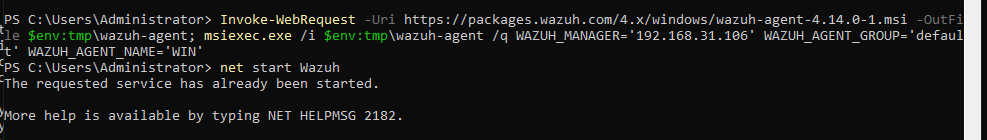 PS C:\Users\Administrator> Invoke-WebRequest -Uri https://packages.wazuh.com/4.x/windows/wazuh-agent-4.14.0-1.msi -OutFi
le $env:tmp\wazuh-agent; msiexec.exe /i $env:tmp\wazuh-agent /q WAZUH_MANAGER='192.168.31.106' WAZUH_AGENT_GROUP='defaul
t' WAZUH_AGENT_NAME='WIN'
PS C:\Users\Administrator> net start Wazuh
The requested service has already been started.
More help is available by typing NET HELPMSG 2182.